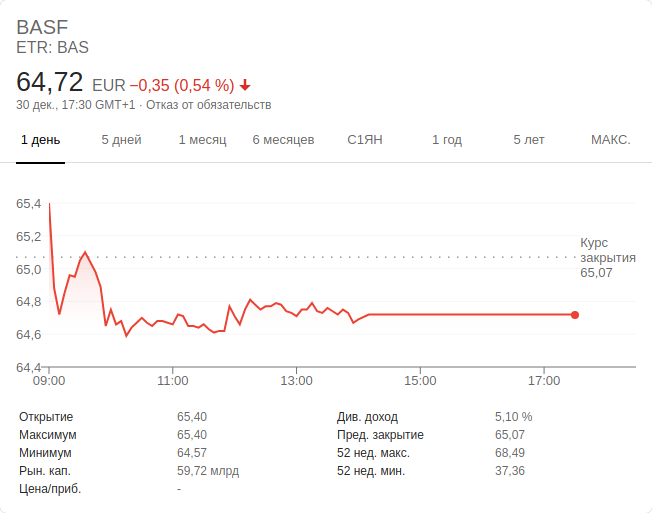 BASF
ETR: BAS
64,72 EUR −0,35 (0,54 %)
30 дек., 17:30 GMT+1 · Отказ от обязательств
1 день 5 дней 1 месяц 6 месяцев С1ЯН 1 год 5 лет МАКС.
65,4
65,2
65,0
64,8
64,6
64,4
Курс
закрытия
65,07
09:00 11:00 13:00 15:00 17:00
Открытие 65,40 Див. доход 5,10 %
Максимум 65,40 Пред. закрытие 65,07
Минимум 64,57 52 нед. макс. 68,49
Рын. кап. 59,72 млрд 52 нед. мин. 37,36
Цена/приб. -